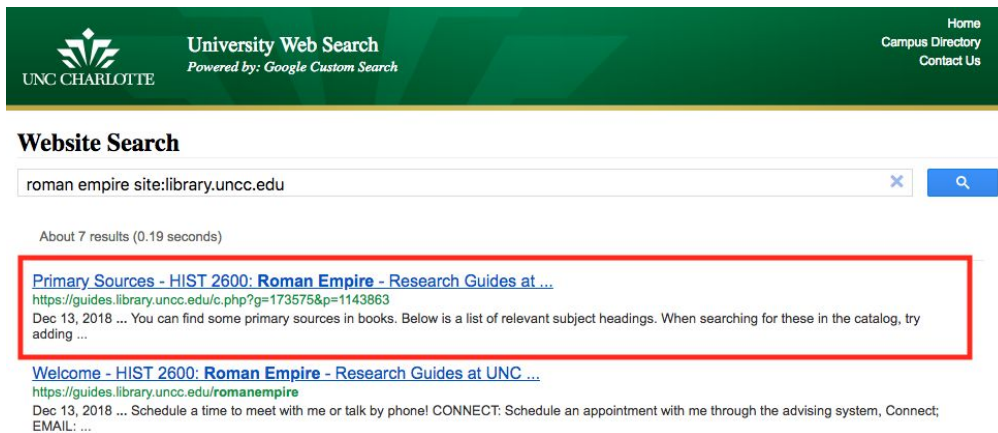 Home
Campus Directory
Contact Us
UNC CHARLOTTE
University Web Search
Powered by: Google Custom Search
Website Search
roman empire site:library.uncc.edu
About 7 results (0.19 seconds)
Primary Sources - HIST 2600: Roman Empire - Research Guides at ...
https://guides.library.uncc.edu/c.php?g=173575&p=1143863
Dec 13, 2018 ... You can find some primary sources in books. Below is a list of relevant subject headings. When searching for these in the catalog, try
adding ...
Welcome - HIST 2600: Roman Empire - Research Guides at UNC ...
https://guides.library.uncc.edu/romanempire
Dec 13, 2018 ... Schedule a time to meet with me or talk by phone! CONNECT: Schedule an appointment with me through the advising system, Connect;
EMAIL: ...